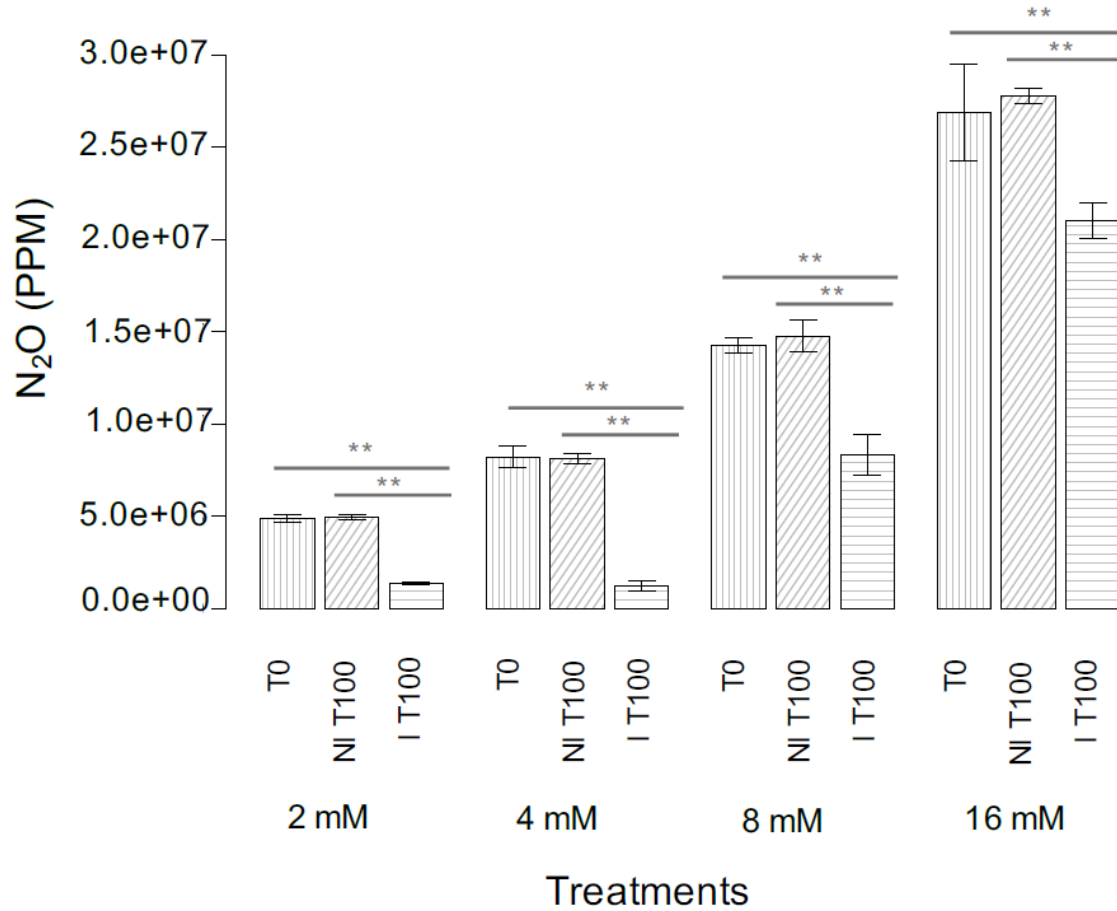 N₂O (PPM)
3.0e+07
2.5e+07
2.0e+07
1.5e+07
1.0e+07
5.0e+06
0.0e+00
**
**
**
**
**
**
**
**
T0
NI T100
I T100
T0
NI T100
I T100
T0
NI T100
I T100
T0
NI T100
I T100
2 mM
4 mM
8 mM
16 mM
Treatments